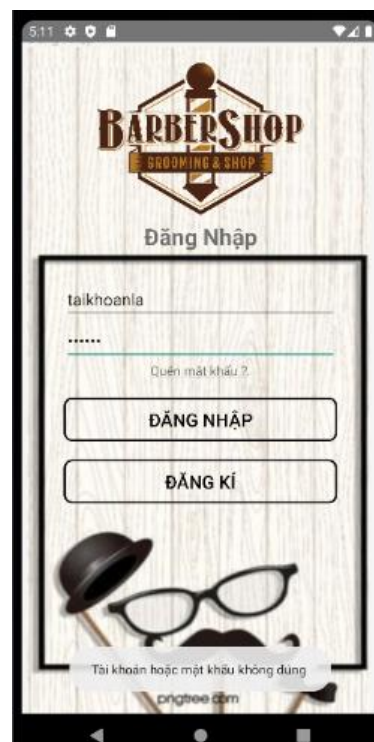 5:11
BARBERSHOP
GROOMING & SHOP
Đăng Nhập
taikhoanla
Quên mật khẩu ?
ĐĂNG NHẬP
ĐĂNG KÍ
Tài khoản hoặc mật khẩu không đúng
pngtree.com